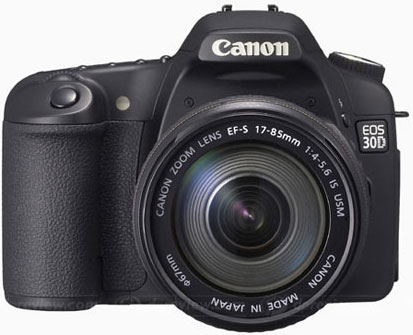 Canon
EOS
30D
CANON ZOOM LENS EF-S 17-85mm 1:4-5.6 IS USM
CANON
MADE IN JAPAN
Φ67mm